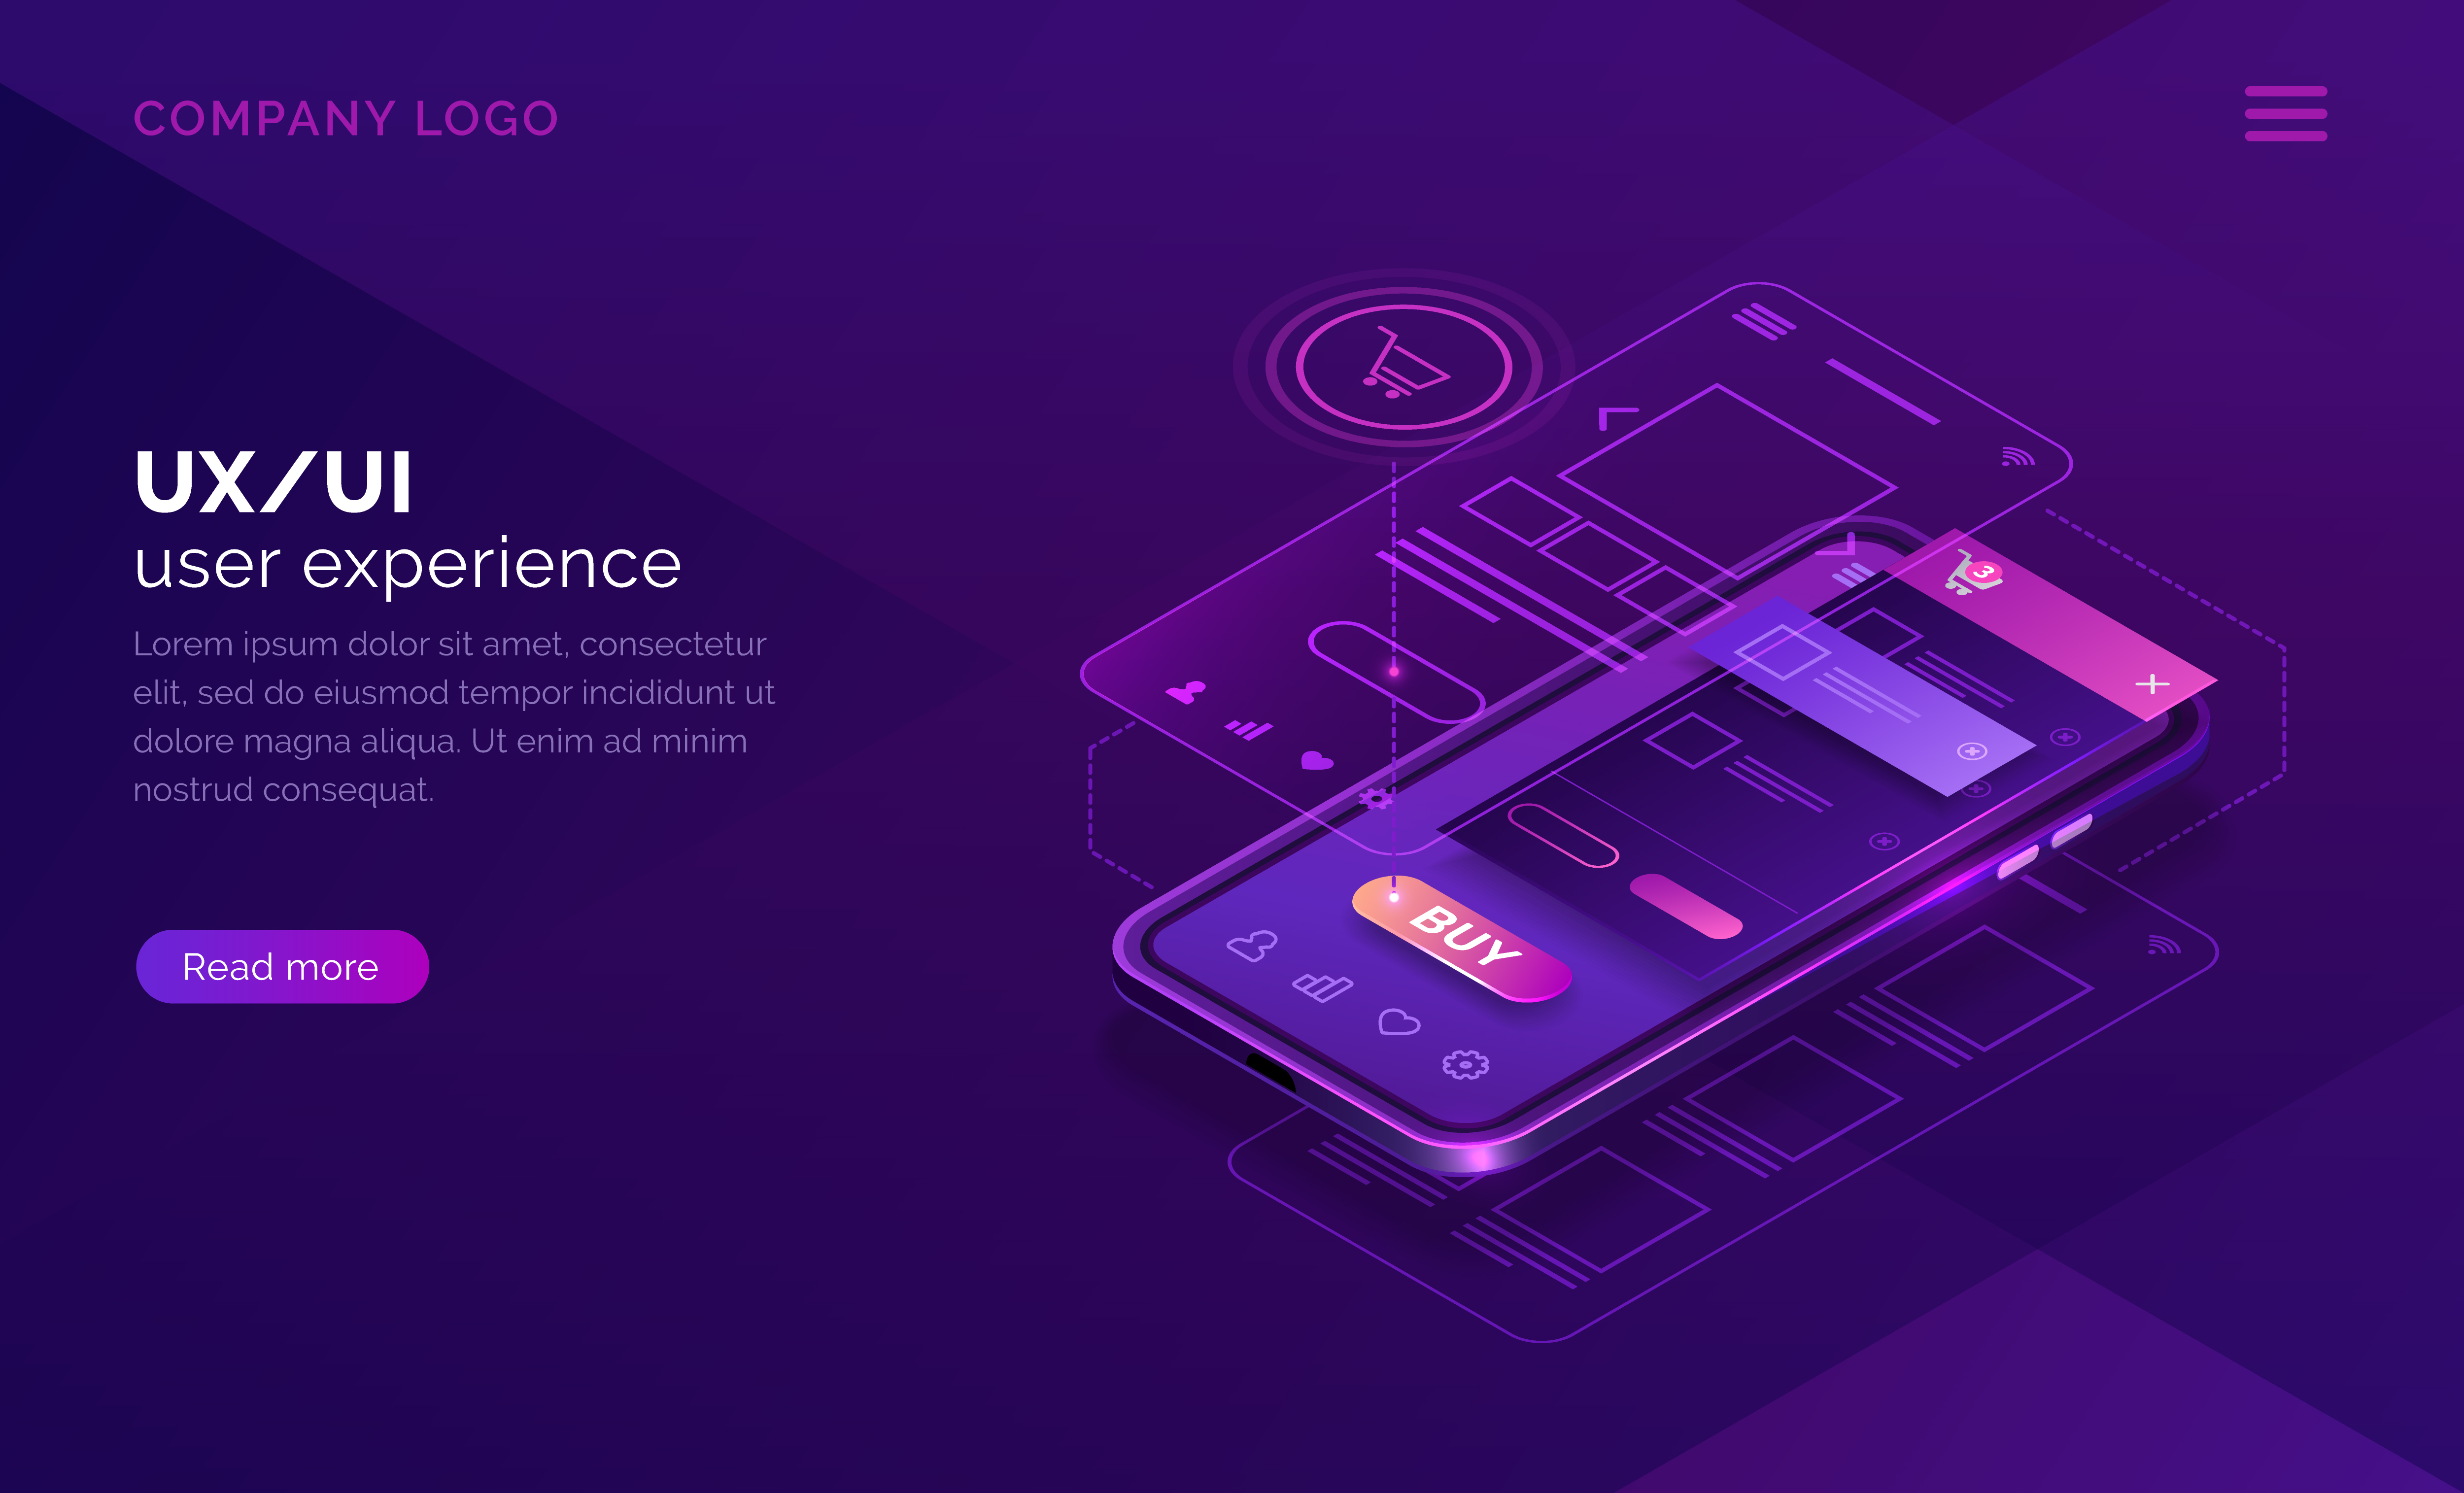 COMPANY LOGO
UX/UI
user experience
Lorem ipsum dolor sit amet, consectetur
elit, sed do eiusmod tempor incididunt ut
dolore magna aliqua. Ut enim ad minim
nostrud consequat.
Read more
3
BUY